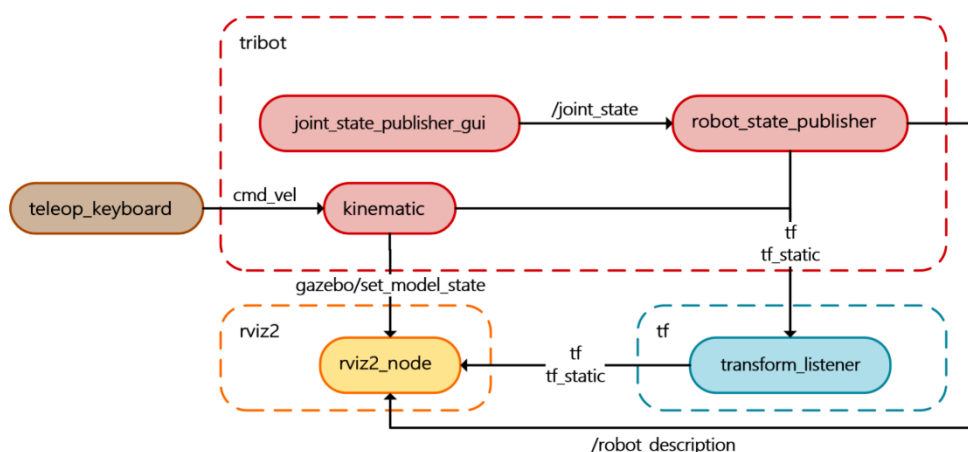 tribot
joint_state_publisher_gui
/joint_state
robot_state_publisher
teleop_keyboard
cmd_vel
kinematic
tf
tf_static
gazebo/set_model_state
rviz2
rviz2_node
tf
tf_static
tf
transform_listener
/robot_description